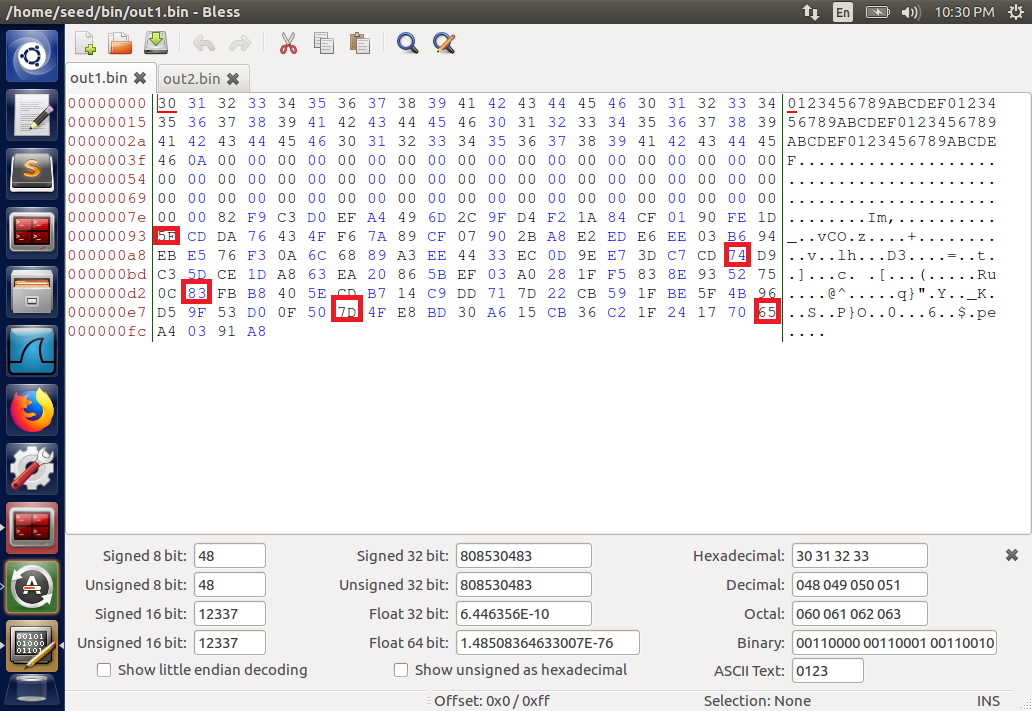 /home/seed/bin/out1.bin - Bless
En
10:30 PM
out1.bin
out2.bin
00000000 30 31 32 33 34 35 36 37 38 39 41 42 43 44 45 46 30 31 32 33 34 0123456789ABCDEF01234
00000015 35 36 37 38 39 41 42 43 44 45 46 30 31 32 33 34 35 36 37 38 39 56789ABCDEF0123456789
0000002a 41 42 43 44 45 46 30 31 32 33 34 35 36 37 38 39 41 42 43 44 45 ABCDEF0123456789ABCDE
0000003f 46 0A 00 00 00 00 00 00 00 00 00 00 00 00 00 00 00 00 00 00 00 F....................
00000054 00 00 00 00 00 00 00 00 00 00 00 00 00 00 00 00 00 00 00 00 00 .....................
00000069 00 00 00 00 00 00 00 00 00 00 00 00 00 00 00 00 00 00 00 00 00 .....................
0000007e 00 00 82 F9 C3 D0 EF A4 49 6D 2C 9F D4 F2 1A 84 CF 01 90 FE 1D ........Im,..........
00000093 5F CD DA 76 43 4F F6 7A 89 CF 07 90 2B A8 E2 ED E6 EE 03 B6 94 _..vCO.z....+........
000000a8 EB E5 76 F3 0A 6C 68 89 A3 EE 44 33 EC 0D 9E E7 3D C7 CD 74 D9 ..v..lh...D3....=..t.
000000bd C3 5D CE 1D A8 63 EA 20 86 5B EF 03 A0 28 1F F5 83 8E 93 52 75 .]...c. .[...(.....Ru
000000d2 0C 83 FB B8 40 5E CD B7 14 C9 DD 71 7D 22 CB 59 1F BE 5F 4B 96 ....@^.....q}".Y.._K.
000000e7 D5 9F 53 D0 0F 50 7D 4F E8 BD 30 A6 15 CB 36 C2 1F 24 17 70 65 ..S..P}O..0...6..$.pe
000000fc A4 03 91 A8 ....
Signed 8 bit: 48 Signed 32 bit: 808530483 Hexadecimal: 30 31 32 33
Unsigned 8 bit: 48 Unsigned 32 bit: 808530483 Decimal: 048 049 050 051
Signed 16 bit: 12337 Float 32 bit: 6.446356E-10 Octal: 060 061 062 063
Unsigned 16 bit: 12337 Float 64 bit: 1.48508364633007E-76 Binary: 00110000 00110001 00110010
Show little endian decoding Show unsigned as hexadecimal ASCII Text: 0123
Offset: 0x0 / 0xff Selection: None INS